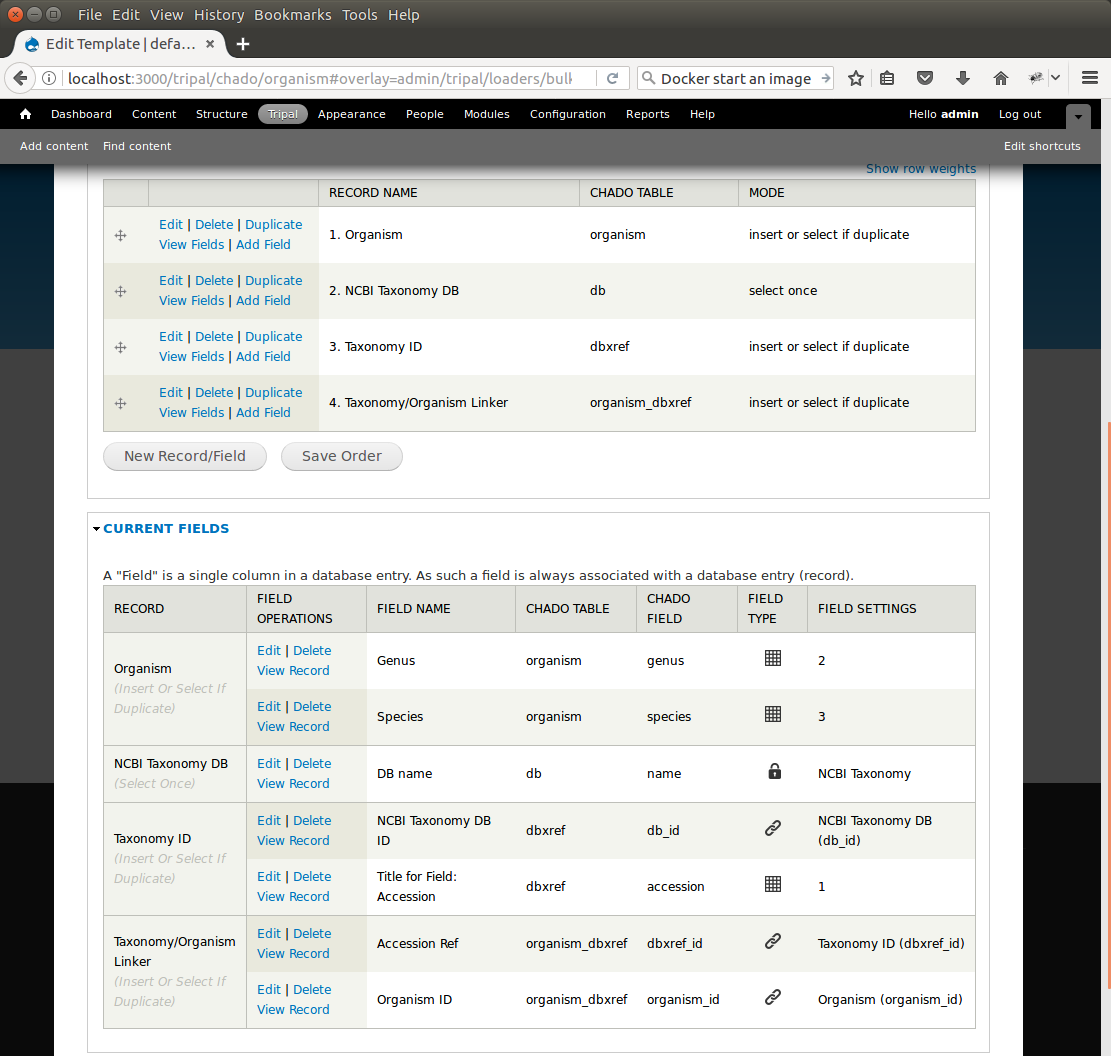 File Edit View History Bookmarks Tools Help
Edit Template | defa... × +
localhost:3000/tripal/chado/organism#overlay=admin/tripal/loaders/bulk
Docker start an image
Dashboard Content Structure Tripal Appearance People Modules Configuration Reports Help Hello admin Log out
Add content Find content Edit shortcuts
Show row weights
RECORD NAME CHADO TABLE MODE
Edit | Delete | Duplicate
View Fields | Add Field
1. Organism organism insert or select if duplicate
Edit | Delete | Duplicate
View Fields | Add Field
2. NCBI Taxonomy DB db select once
Edit | Delete | Duplicate
View Fields | Add Field
3. Taxonomy ID dbxref insert or select if duplicate
Edit | Delete | Duplicate
View Fields | Add Field
4. Taxonomy/Organism Linker organism_dbxref insert or select if duplicate
New Record/Field Save Order
CURRENT FIELDS
A "Field" is a single column in a database entry. As such a field is always associated with a database entry (record).
RECORD
FIELD
OPERATIONS
FIELD NAME
CHADO TABLE
CHADO
FIELD
FIELD
TYPE
FIELD SETTINGS
Organism
(Insert Or Select If
Duplicate)
Edit | Delete
View Record
Genus organism genus 2
Edit | Delete
View Record
Species organism species 3
NCBI Taxonomy DB
(Select Once)
Edit | Delete
View Record
DB name db name NCBI Taxonomy
Taxonomy ID
(Insert Or Select If
Duplicate)
Edit | Delete
View Record
NCBI Taxonomy DB
ID
dbxref db_id
NCBI Taxonomy DB
(db_id)
Edit | Delete
View Record
Title for Field:
Accession
dbxref accession 1
Taxonomy/Organism
Linker
(Insert Or Select If
Duplicate)
Edit | Delete
View Record
Accession Ref organism_dbxref dbxref_id Taxonomy ID (dbxref_id)
Edit | Delete
View Record
Organism ID organism_dbxref organism_id Organism (organism_id)